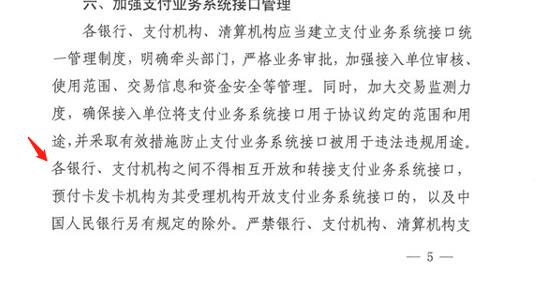 六、加强支付业务系统接口管理
各银行、支付机构、清算机构应当建立支付业务系统接口统
一管理制度，明确牵头部门，严格业务审批，加强接入单位审核、
使用范围、交易信息和资金安全等管理。同时，加大交易监测力
度，确保接入单位将支付业务系统接口用于协议约定的范围和用
途，并采取有效措施防止支付业务系统接口被用于违法违规用途。
各银行、支付机构之间不得相互开放和转接支付业务系统接口，
预付卡发卡机构为其受理机构开放支付业务系统接口的，以及中
国人民银行另有规定的除外。严禁银行、支付机构、清算机构支
— 5 —